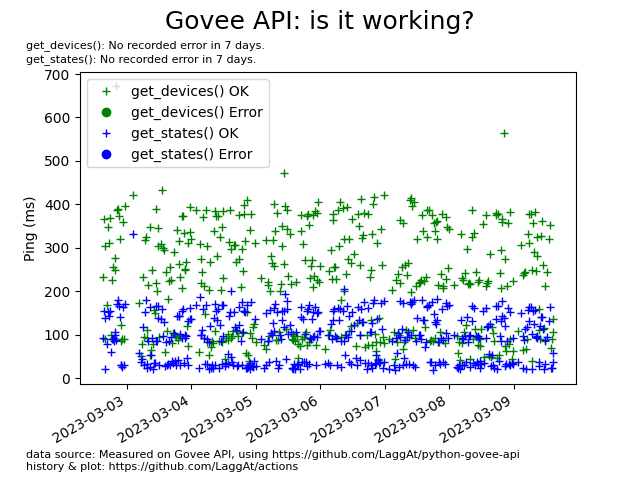 Govee API: is it working?
get_devices(): No recorded error in 7 days.
get_states(): No recorded error in 7 days.
700
600
500
400
300
200
100
0
Ping (ms)
get_devices() OK
get_devices() Error
get_states() OK
get_states() Error
2023-03-03
2023-03-04
2023-03-05
2023-03-06
2023-03-07
2023-03-08
2023-03-09
data source: Measured on Govee API, using https://github.com/LaggAt/python-govee-api
history & plot: https://github.com/LaggAt/actions